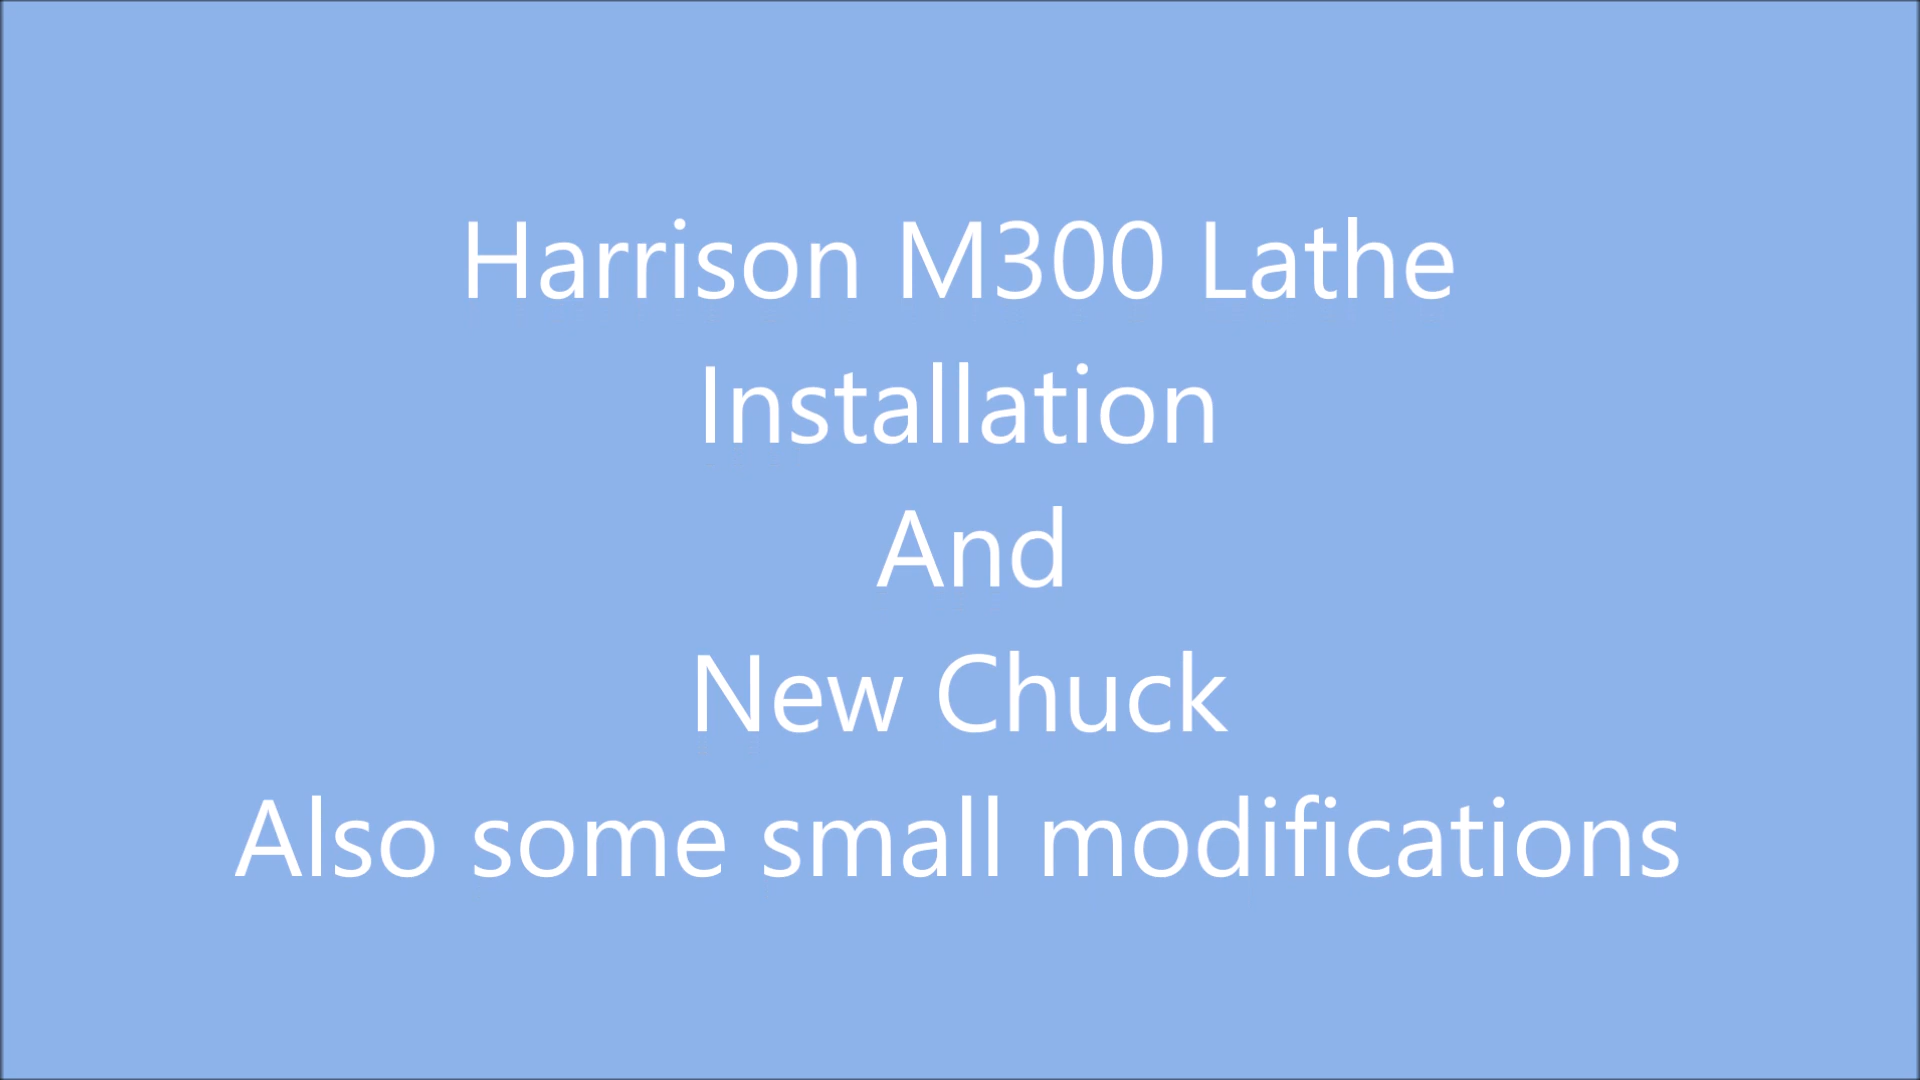 Harrison M300 Lathe
Installation
And
New Chuck
Also some small modifications